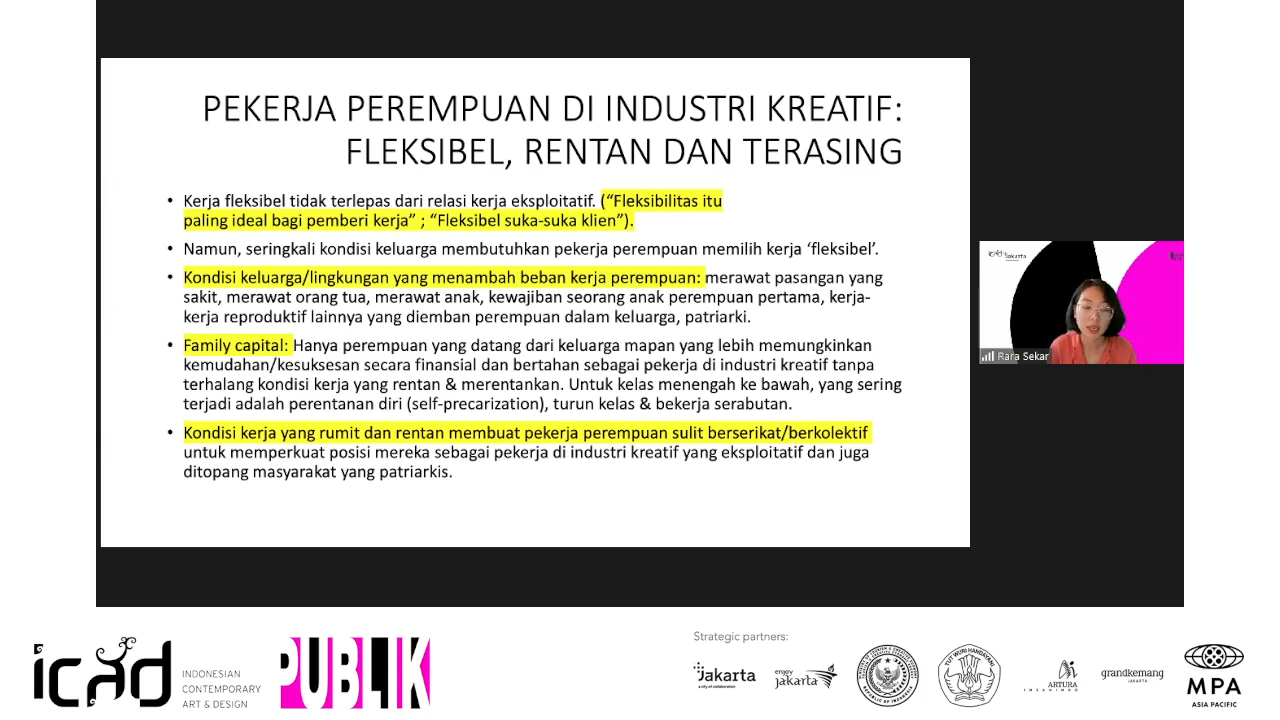 PEKERJA PEREMPUAN DI INDUSTRI KREATIF:
FLEKSIBEL, RENTAN DAN TERASING
• Kerja fleksibel tidak terlepas dari relasi kerja eksploitatif. (“Fleksibilitas itu
paling ideal bagi pemberi kerja” ; “Fleksibel suka-suka klien”).
• Namun, seringkali kondisi keluarga membutuhkan pekerja perempuan memilih kerja ‘fleksibel’.
• Kondisi keluarga/lingkungan yang menambah beban kerja perempuan: merawat pasangan yang
sakit, merawat orang tua, merawat anak, kewajiban seorang anak perempuan pertama, kerja-
kerja reproduktif lainnya yang diemban perempuan dalam keluarga, patriarki.
• Family capital: Hanya perempuan yang datang dari keluarga mapan yang lebih memungkinkan
kemudahan/kesuksesan secara finansial dan bertahan sebagai pekerja di industri kreatif tanpa
terhalang kondisi kerja yang rentan & merentankan. Untuk kelas menengah ke bawah, yang sering
terjadi adalah perentanan diri (self-precarization), turun kelas & bekerja serabutan.
• Kondisi kerja yang rumit dan rentan membuat pekerja perempuan sulit berserikat/berkolektif
untuk memperkuat posisi mereka sebagai pekerja di industri kreatif yang eksploitatif dan juga
ditopang masyarakat yang patriarkis.
Rara Sekar
icad
INDONESIAN
CONTEMPORARY
ART & DESIGN
PUBLIK
Strategic partners:
Jakarta
a city of collaboration
enjoy
jakarta
REPUBLIC OF INDONESIA
TUT WURI HANDAYANI
ARTURA
INSANINDO
grandkemang
JAKARTA
MPA
ASIA PACIFIC